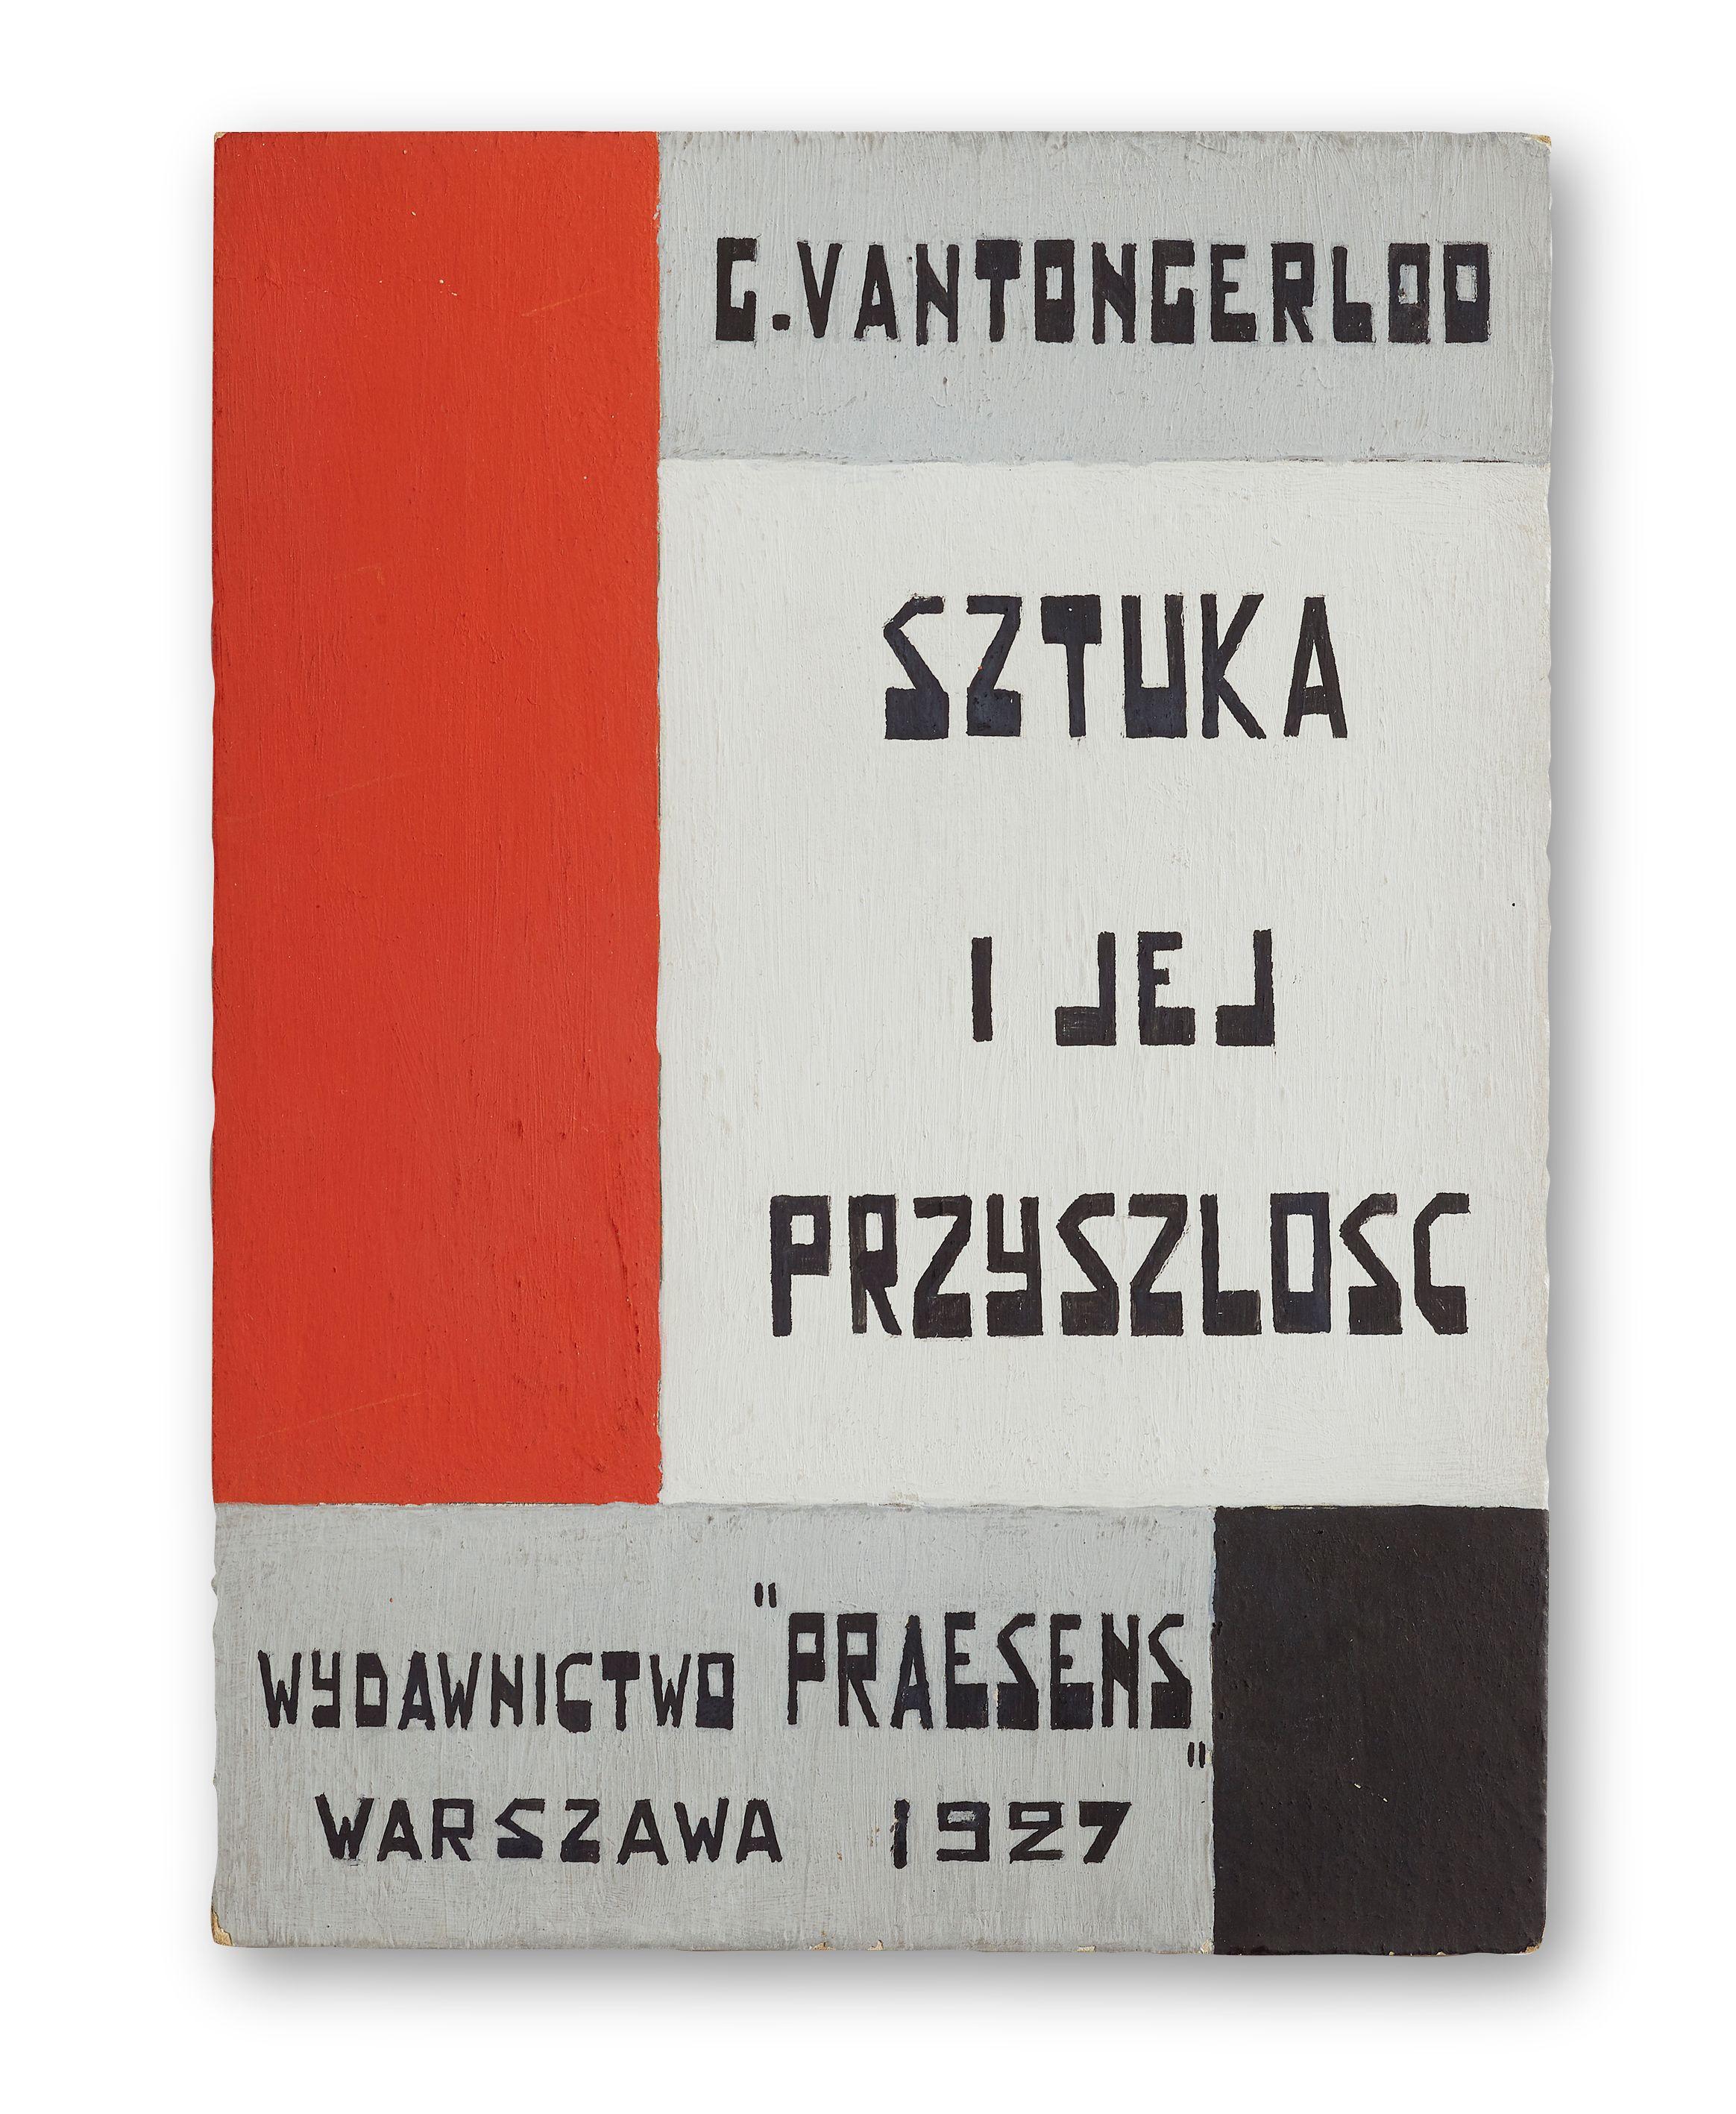 G.VANTONGERLOO
SZTUKA
I JEJ
PRZYSZLOSC
WYDAWNICTWO "PRAESENS"
WARSZAWA 1927